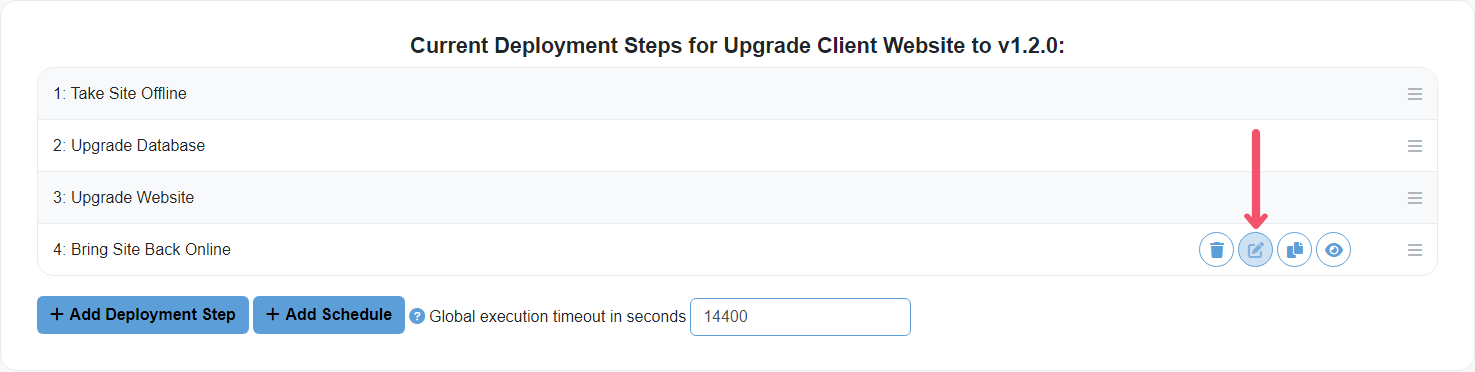 Current Deployment Steps for Upgrade Client Website to v1.2.0:
1: Take Site Offline
2: Upgrade Database
3: Upgrade Website
4: Bring Site Back Online
+ Add Deployment Step + Add Schedule ? Global execution timeout in seconds 14400